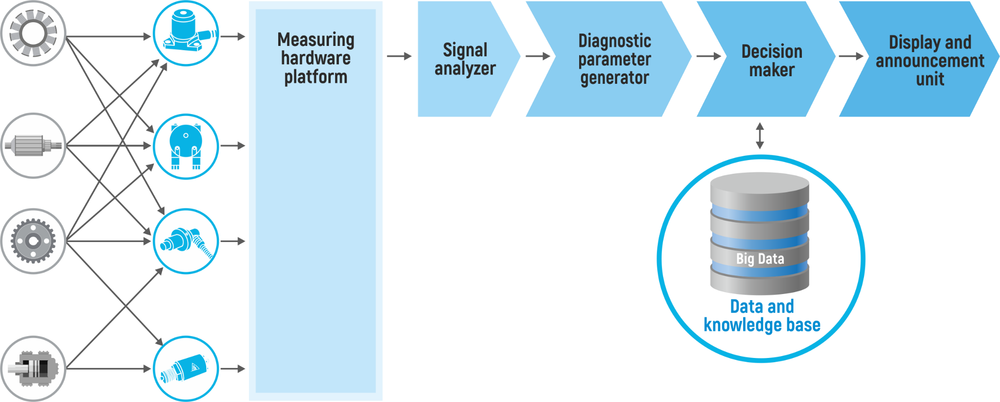 Measuring
hardware
platform
Signal
analyzer
Diagnostic
parameter
generator
Decision
maker
Display and
announcement
unit
Big Data
Data and
knowledge base